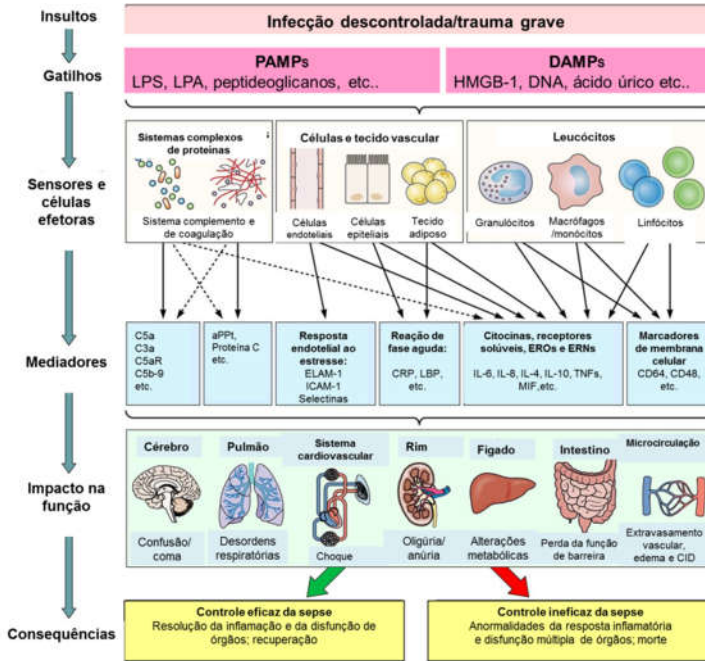 Insultos
Infecção descontrolada/trauma grave
Gatilhos
PAMPs
LPS, LPA, peptideoglicanos, etc..
DAMPs
HMGB-1, DNA, ácido úrico etc..
Sensores e
células
efetoras
Sistemas complexos
de proteínas
Sistema complemento e
de coagulação
Células e tecido vascular
Células
endoteliais
Células
epiteliais
Tecido
adiposo
Leucócitos
Granulócitos
Macrófagos
/monócitos
Linfócitos
Mediadores
C5a
C3a
C5aR
C5b-9
etc.
aPPt,
Proteína C
etc.
Resposta
endotelial ao
estresse:
ELAM-1
ICAM-1
Selectinas
Reação de
fase aguda:
CRP, LBP,
etc.
Citocinas, receptores
solúveis, EROs e ERNs
IL-6, IL-8, IL-4, IL-10, TNFs,
MIF,etc.
Marcadores
de membrana
celular
CD64, CD48,
etc.
Impacto na
função
Cérebro
Confusão/
coma
Pulmão
Desordens
respiratórias
Sistema
cardiovascular
Choque
Rim
Oligúria/
anúria
Figado
Alterações
metabólicas
Intestino
Perda da função
de barreira
Microcirculação
Extravasamento
vascular,
edema e CID
Consequências
Controle eficaz da sepse
Resolução da inflamação e da disfunção de
órgãos; recuperação
Controle ineficaz da sepse
Anormalidades da resposta inflamatória
e disfunção múltipla de órgãos; morte